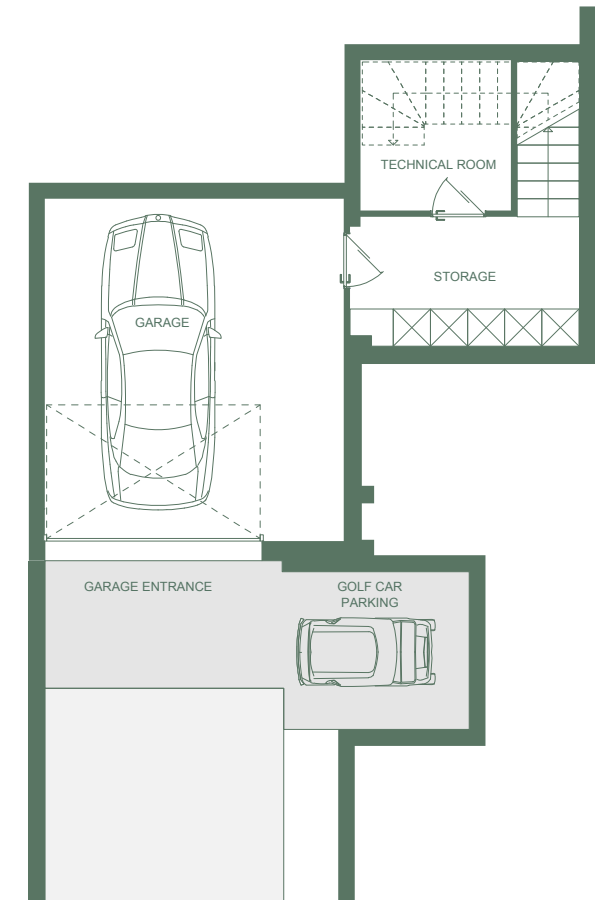 TECHNICAL ROOM
STORAGE
GARAGE
GARAGE ENTRANCE
GOLF CAR
PARKING